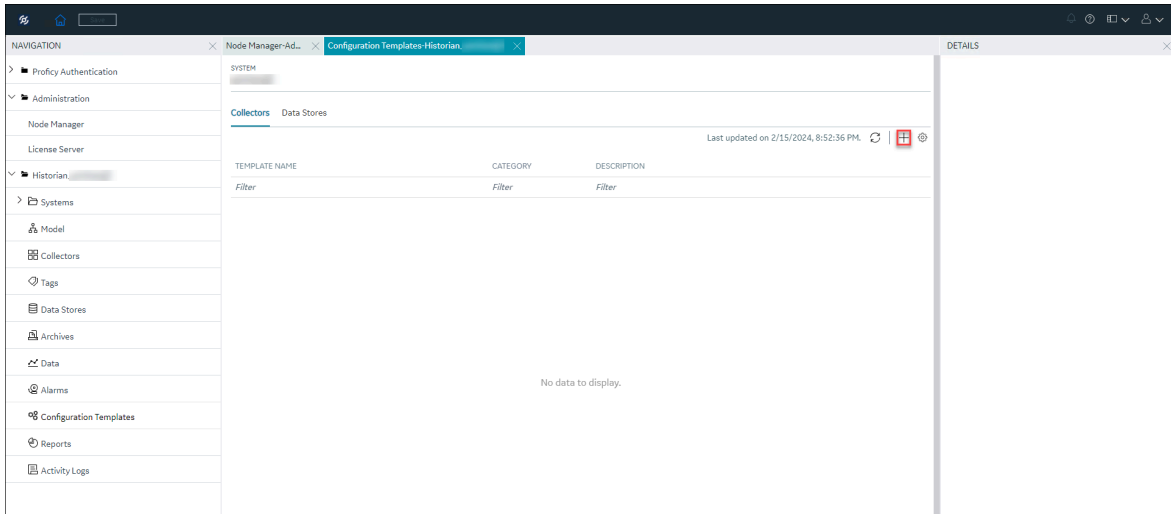 Save
NAVIGATION
Node Manager-Ad...
Configuration Templates-Historian,
DETAILS
Proficy Authentication
Administration
Node Manager
License Server
Historian,
Systems
Model
Collectors
Tags
Data Stores
Archives
Data
Alarms
Configuration Templates
Reports
Activity Logs
SYSTEM
Collectors Data Stores
Last updated on 2/15/2024, 8:52:36 PM.
TEMPLATE NAME CATEGORY DESCRIPTION
Filter Filter Filter
No data to display.